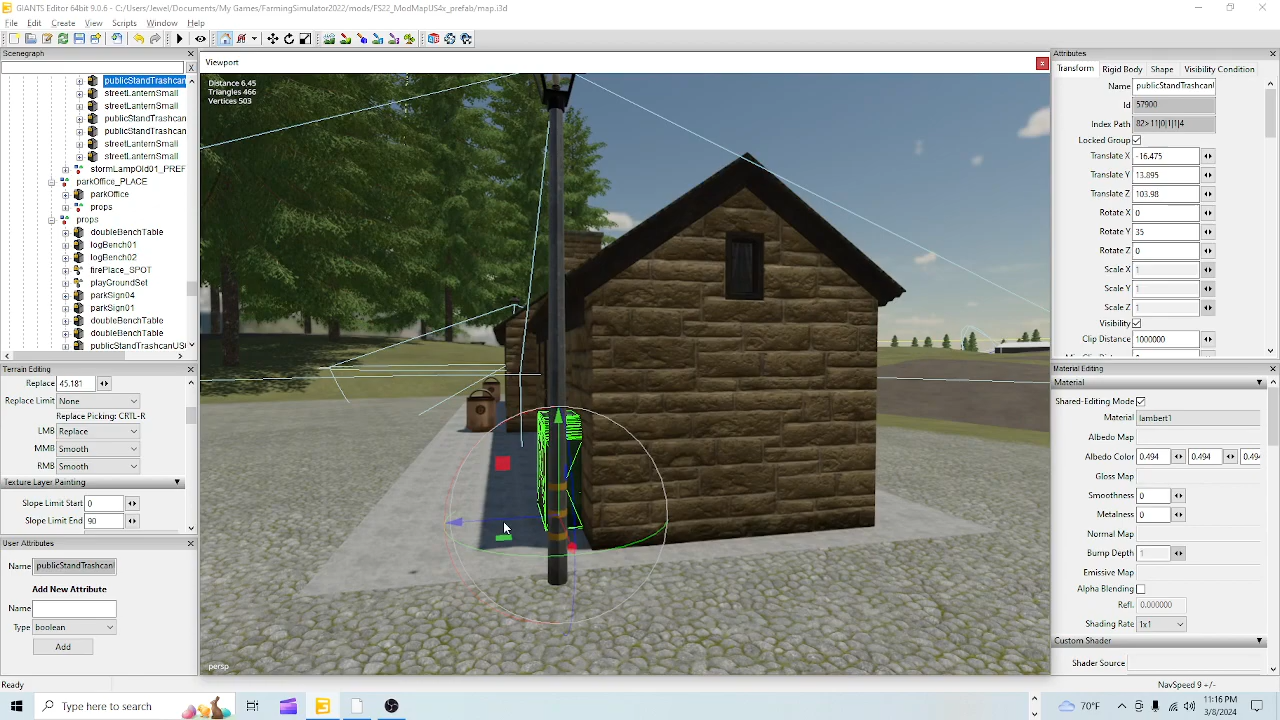 GIANTS Editor 64bit 9.0.6 - C:/Users/Jewel/Documents/My Games/FarmingSimulator2022/mods/FS22_ModMapUS4x_prefab/map.i3d
File Edit Create View Scripts Window Help
Scenegraph
X
publicStandTrashcan
streetLanternSmall
streetLanternSmall
publicStandTrashcan
publicStandTrashcan
streetLanternSmall
streetLanternSmall
stormLampOld01_PREF
parkOffice_PLACE
parkOffice
props
props
doubleBenchTable
logBench01
logBench02
firePlace_SPOT
playGroundSet
parkSign04
parkSign01
doubleBenchTable
doubleBenchTable
publicStandTrashcanUS
Terrain Editing
Replace 45.181
Replace Limit None
Replace Picking: CTRL-R
LMB Replace
MMB Smooth
RMB Smooth
Texture Layer Painting
Slope Limit Start 0
Slope Limit End 90
User Attributes
Name publicStandTrashcan
Add New Attribute
Name
Type boolean
Add
Viewport
Distance 6.45
Triangles 466
Vertices 503
persp
Attributes
Transform Rigid Body Shape Visibility Condition
Name publicStandTrashcanl
Id 57900
Index Path 82>11|0|1|1|4
Locked Group
Translate X -16.475
Translate Y 13.895
Translate Z 103.98
Rotate X 0
Rotate Y 35
Rotate Z 0
Scale X 1
Scale Y 1
Scale Z 1
Visibility
Clip Distance 1000000
Material Editing
Material
Shared-Editing Mode
Material lambert1
Albedo Map
Albedo Color 0.494 0.494 0.494
Gloss Map
Smoothness 0
Metalness 0
Normal Map
Bump Depth 1
Emissive Map
Alpha Blending
Refl. 0.000000
Shading Rate 1x1
Custom Shader
Shader Source
Ready
NavSpeed 9 +/-
Type here to search
70°F
11:16 PM
3/8/2024